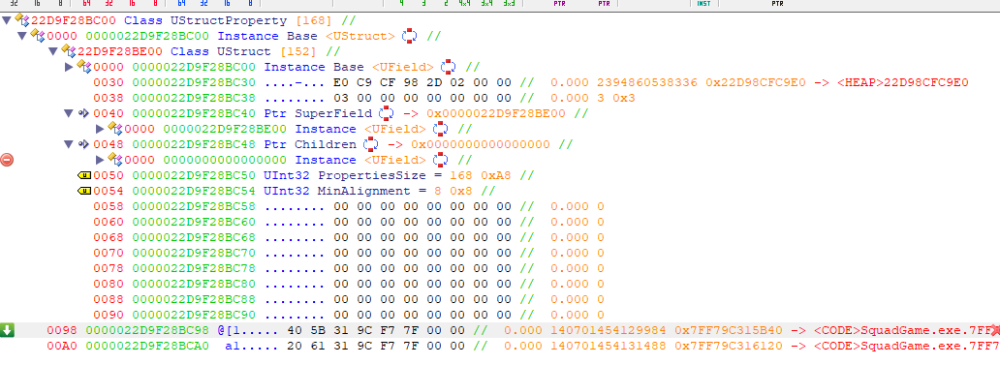 32 16 8 64 32 16 8 64 32 16 8 4 3 2 4x4 3x4 3x3 PTR PTR INST PTR
22D9F28BC00 Class UStructProperty [168] //
0000 0000022D9F28BC00 Instance Base <UStruct> //
22D9F28BE00 Class UStruct [152] //
0000 0000022D9F28BC00 Instance Base <UField> //
0030 0000022D9F28BC30 ....-... E0 C9 CF 98 2D 02 00 00 // 0.000 2394860538336 0x22D98CFC9E0 -> <HEAP>22D98CFC9E0
0038 0000022D9F28BC38 ........ 03 00 00 00 00 00 00 00 // 0.000 3 0x3
0040 0000022D9F28BC40 Ptr SuperField -> 0x0000022D9F28BE00 //
0000 0000022D9F28BE00 Instance <UField> //
0048 0000022D9F28BC48 Ptr Children -> 0x0000000000000000 //
0000 0000000000000000 Instance <UField> //
0050 0000022D9F28BC50 UInt32 PropertiesSize = 168 0xA8 //
0054 0000022D9F28BC54 UInt32 MinAlignment = 8 0x8 //
0058 0000022D9F28BC58 ........ 00 00 00 00 00 00 00 00 // 0.000 0
0060 0000022D9F28BC60 ........ 00 00 00 00 00 00 00 00 // 0.000 0
0068 0000022D9F28BC68 ........ 00 00 00 00 00 00 00 00 // 0.000 0
0070 0000022D9F28BC70 ........ 00 00 00 00 00 00 00 00 // 0.000 0
0078 0000022D9F28BC78 ........ 00 00 00 00 00 00 00 00 // 0.000 0
0080 0000022D9F28BC80 ........ 00 00 00 00 00 00 00 00 // 0.000 0
0088 0000022D9F28BC88 ........ 00 00 00 00 00 00 00 00 // 0.000 0
0090 0000022D9F28BC90 ........ 00 00 00 00 00 00 00 00 // 0.000 0
0098 0000022D9F28BC98 @[1..... 40 5B 31 9C F7 7F 00 00 // 0.000 140701454129984 0x7FF79C315B40 -> <CODE>SquadGame.exe.7FF
00A0 0000022D9F28BCA0 a1..... 20 61 31 9C F7 7F 00 00 // 0.000 140701454131488 0x7FF79C316120 -> <CODE>SquadGame.exe.7FF7